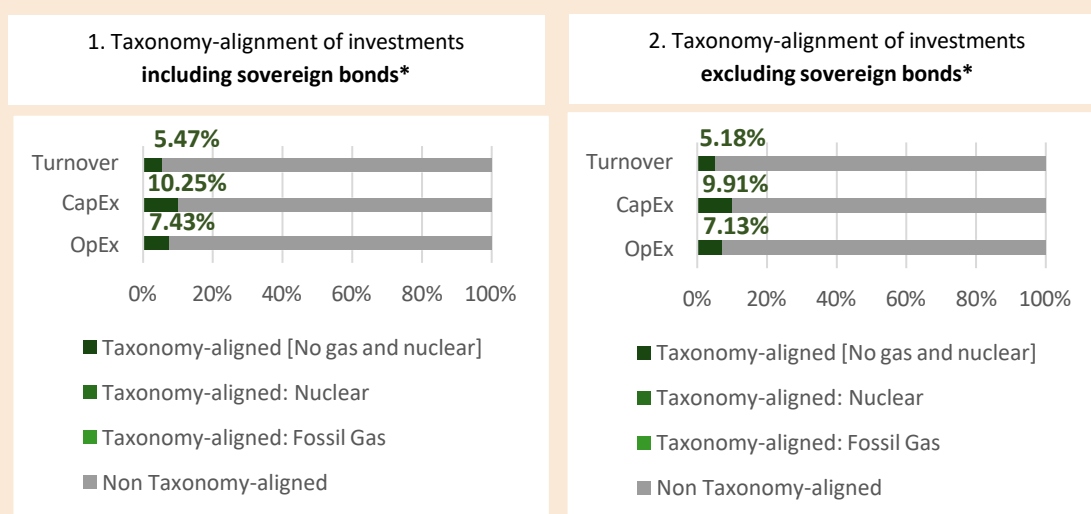 1. Taxonomy-alignment of investments
including sovereign bonds*
5.47%
Turnover
10.25%
CapEx
7.43%
OpEx
0% 20% 40% 60% 80% 100%
Taxonomy-aligned [No gas and nuclear]
Taxonomy-aligned: Nuclear
Taxonomy-aligned: Fossil Gas
Non Taxonomy-aligned
2. Taxonomy-alignment of investments
excluding sovereign bonds*
5.18%
Turnover
9.91%
CapEx
7.13%
OpEx
0% 20% 40% 60% 80% 100%
Taxonomy-aligned [No gas and nuclear]
Taxonomy-aligned: Nuclear
Taxonomy-aligned: Fossil Gas
Non Taxonomy-aligned